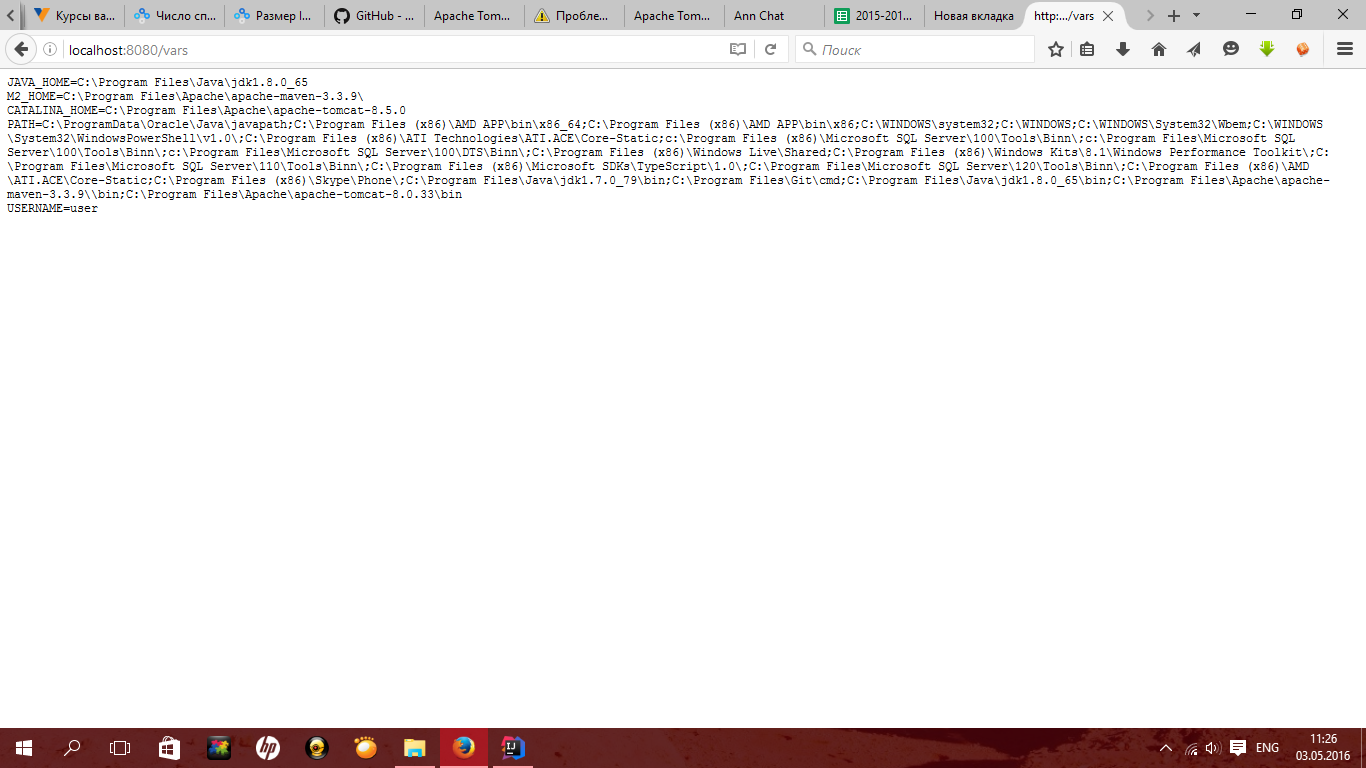 Курсы ва...
Число сп...
Размер I...
GitHub - ...
Apache Tom...
Пробле...
Apache Tom...
Ann Chat
2015-201...
Новая вкладка
http:.../vars
localhost:8080/vars
Поиск
JAVA_HOME=C:\Program Files\Java\jdk1.8.0_65
M2_HOME=C:\Program Files\Apache\apache-maven-3.3.9\
CATALINA_HOME=C:\Program Files\Apache\apache-tomcat-8.5.0
PATH=C:\ProgramData\Oracle\Java\javapath;C:\Program Files (x86)\AMD APP\bin\x86_64;C:\Program Files (x86)\AMD APP\bin\x86;C:\WINDOWS\system32;C:\WINDOWS;C:\WINDOWS\System32\Wbem;C:\WINDOWS
\System32\WindowsPowerShell\v1.0\;C:\Program Files (x86)\ATI Technologies\ATI.ACE\Core-Static;c:\Program Files (x86)\Microsoft SQL Server\100\Tools\Binn\;c:\Program Files\Microsoft SQL
Server\100\Tools\Binn\;c:\Program Files\Microsoft SQL Server\100\DTS\Binn\;C:\Program Files (x86)\Windows Live\Shared;C:\Program Files (x86)\Windows Kits\8.1\Windows Performance Toolkit\;C:
\Program Files\Microsoft SQL Server\110\Tools\Binn\;C:\Program Files (x86)\Microsoft SDKs\TypeScript\1.0\;C:\Program Files\Microsoft SQL Server\120\Tools\Binn\;C:\Program Files (x86)\AMD
\ATI.ACE\Core-Static;C:\Program Files (x86)\Skype\Phone\;C:\Program Files\Java\jdk1.7.0_79\bin;C:\Program Files\Git\cmd;C:\Program Files\Java\jdk1.8.0_65\bin;C:\Program Files\Apache\apache-
maven-3.3.9\\bin;C:\Program Files\Apache\apache-tomcat-8.0.33\bin
USERNAME=user
hp
IJ
ENG
11:26
03.05.2016